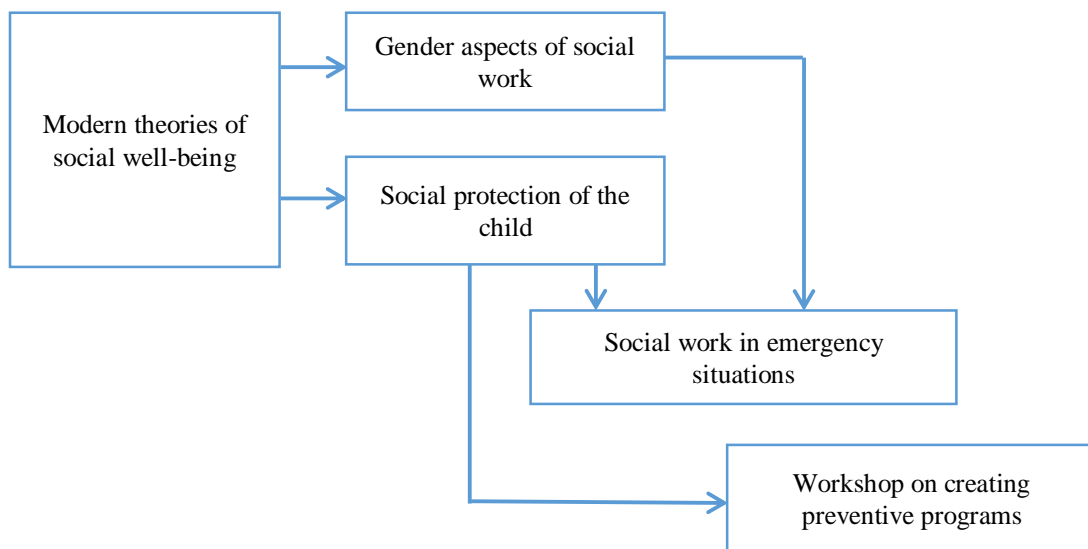 Gender aspects of social
work
Modern theories of
social well-being
Social protection of the
child
Social work in emergency
situations
Workshop on creating
preventive programs